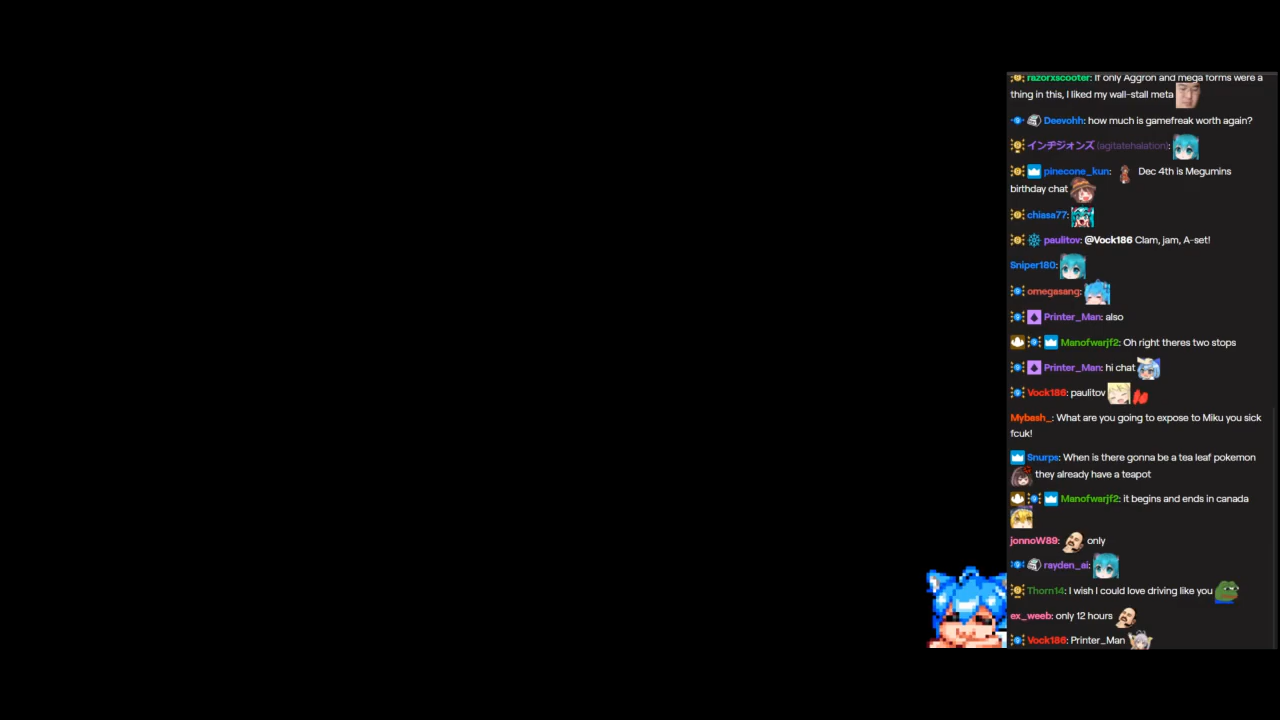 razorxscooter: If only Aggron and mega forms were a
thing in this, I liked my wall-stall meta
Deevohh: how much is gamefreak worth again?
インヂジョンズ (agitatehalation):
pinecone_kun: Dec 4th is Megumins
birthday chat
chiasa77:
paulitov: @Vock186 Clam, jam, A-set!
Sniper180:
omegasang:
Printer_Man: also
Manofwarjf2: Oh right theres two stops
Printer_Man: hi chat
Vock186: paulitov
Mybash_: What are you going to expose to Miku you sick
fcuk!
Snurps: When is there gonna be a tea leaf pokemon
they already have a teapot
Manofwarjf2: it begins and ends in canada
jonnoW89: only
rayden_ai:
Thorn14: I wish I could love driving like you
ex_weeb: only 12 hours
Vock186: Printer_Man